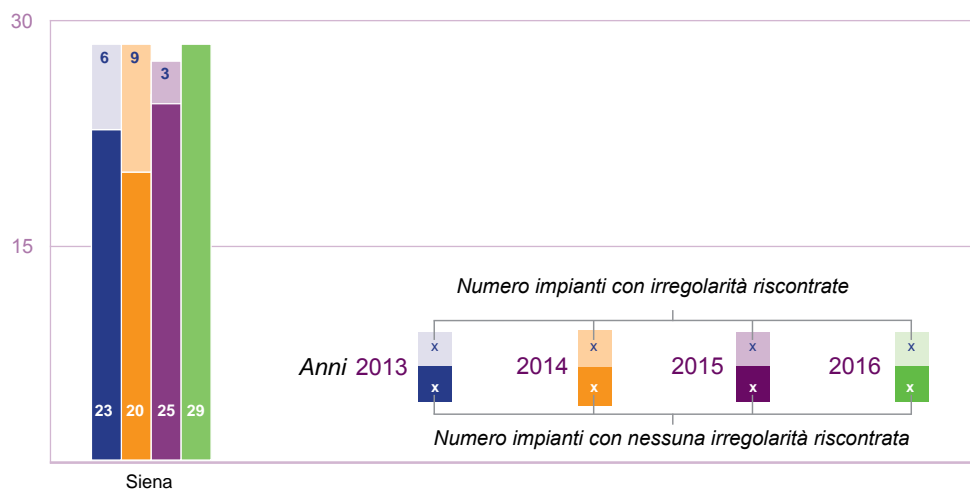 30
6 9
3
15
Numero impianti con irregolarità riscontrate
x x x x
Anni 2013 2014 2015 2016
x x x x
23 20 25 29
Numero impianti con nessuna irregolarità riscontrata
Siena